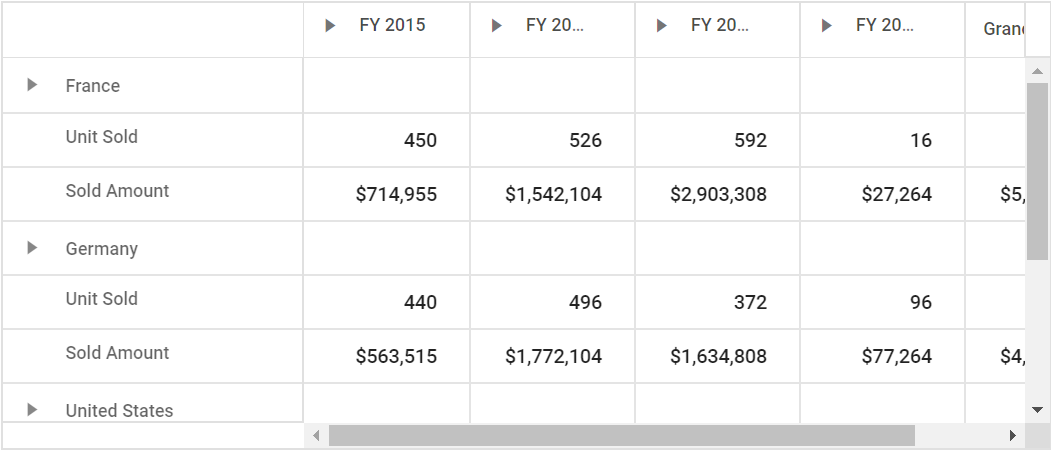 FY 2015 FY 20... FY 20... FY 20...
France
Unit Sold 450 526 592 16
Sold Amount $714,955 $1,542,104 $2,903,308 $27,264 $5,
Germany
Unit Sold 440 496 372 96
Sold Amount $563,515 $1,772,104 $1,634,808 $77,264 $4,
United States